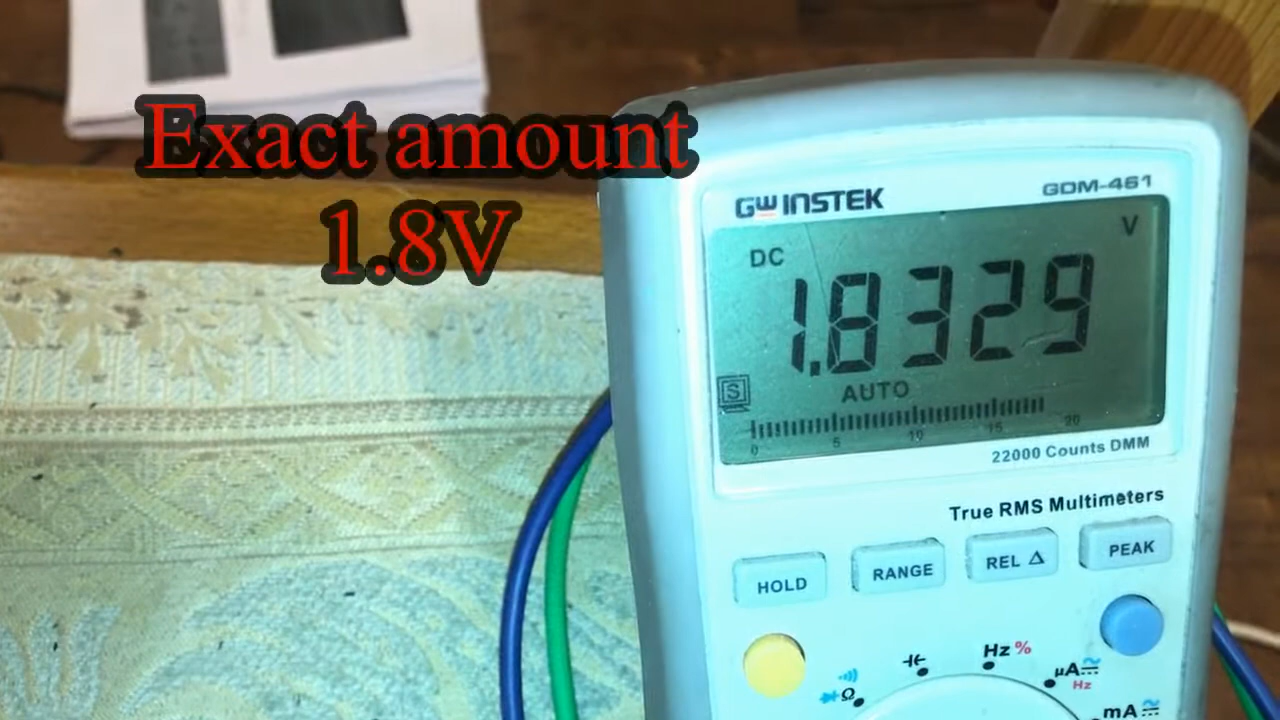 Exact amount
1.8V
GW INSTEK
GDM-461
V
DC
1.8329
S
AUTO
0 5 10 15 20
22000 Counts DMM
True RMS Multimeters
HOLD
RANGE
REL Δ
PEAK
Hz %
µA
Hz
Ω
mA